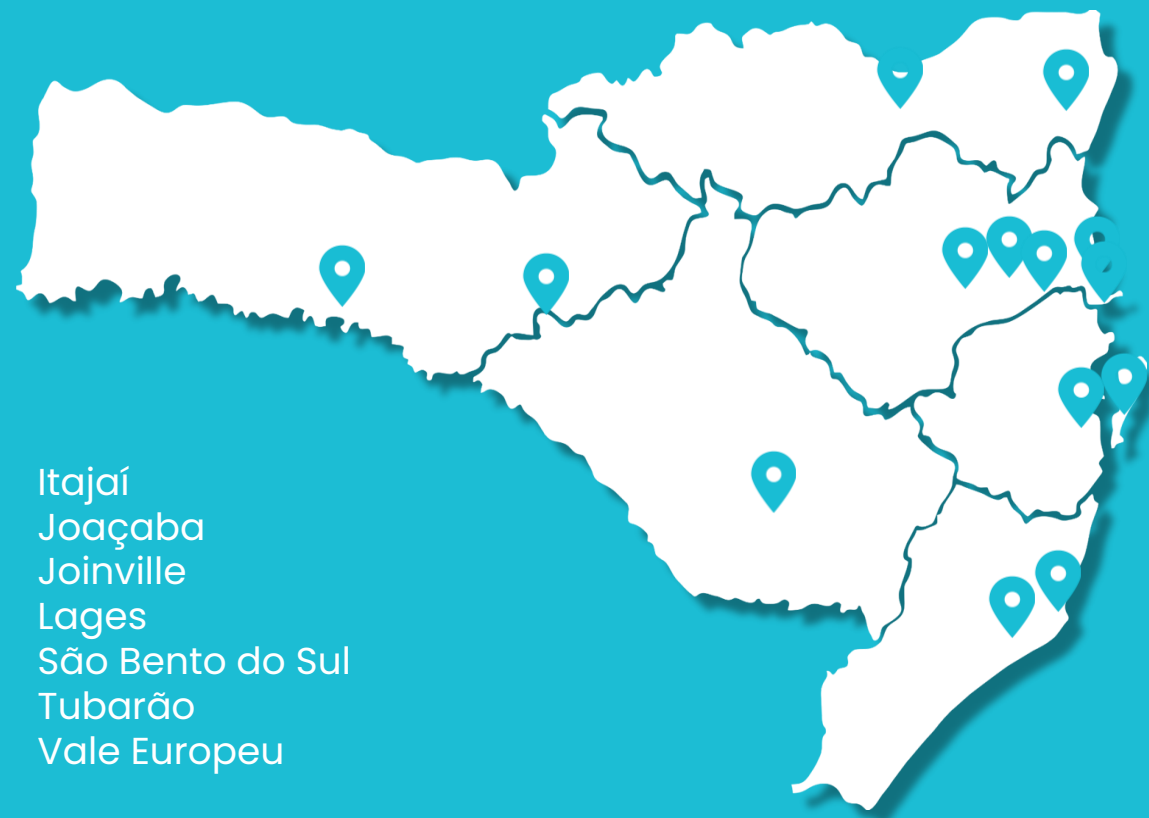 Itajaí
Joaçaba
Joinville
Lages
São Bento do Sul
Tubarão
Vale Europeu